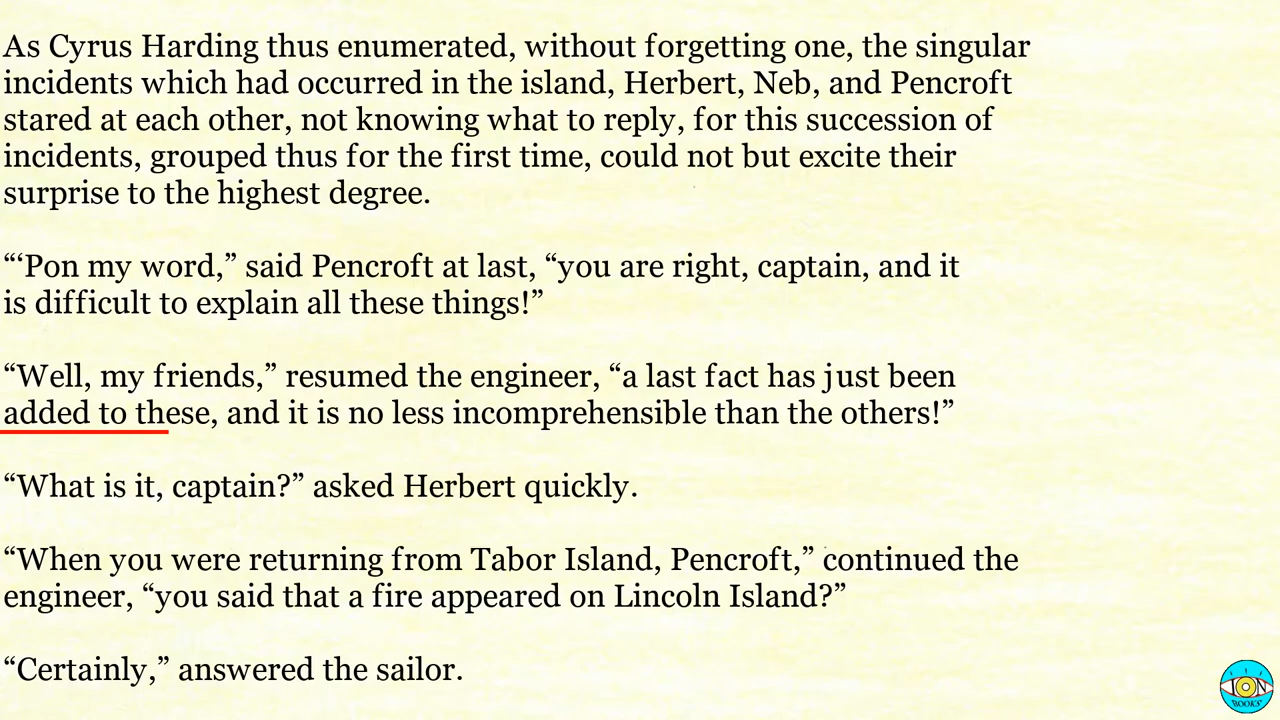 As Cyrus Harding thus enumerated, without forgetting one, the singular
incidents which had occurred in the island, Herbert, Neb, and Pencroft
stared at each other, not knowing what to reply, for this succession of
incidents, grouped thus for the first time, could not but excite their
surprise to the highest degree.
“‘Pon my word,” said Pencroft at last, “you are right, captain, and it
is difficult to explain all these things!”
“Well, my friends,” resumed the engineer, “a last fact has just been
added to these, and it is no less incomprehensible than the others!”
“What is it, captain?” asked Herbert quickly.
“When you were returning from Tabor Island, Pencroft,” continued the
engineer, “you said that a fire appeared on Lincoln Island?”
“Certainly,” answered the sailor.
ION
BOOKS